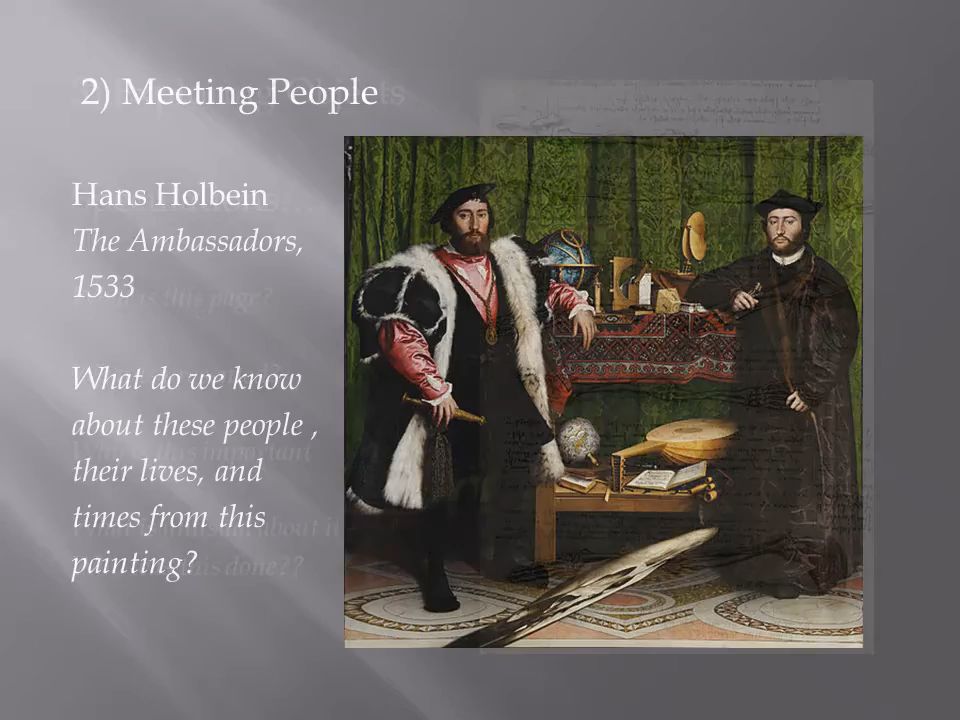 2) Meeting People
Hans Holbein
The Ambassadors,
1533
What do we know
about these people ,
their lives, and
times from this
painting?